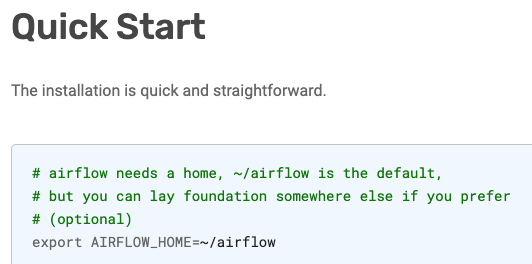 Quick Start
The installation is quick and straightforward.
# airflow needs a home, ~/airflow is the default,
# but you can lay foundation somewhere else if you prefer
# (optional)
export AIRFLOW_HOME=~/airflow